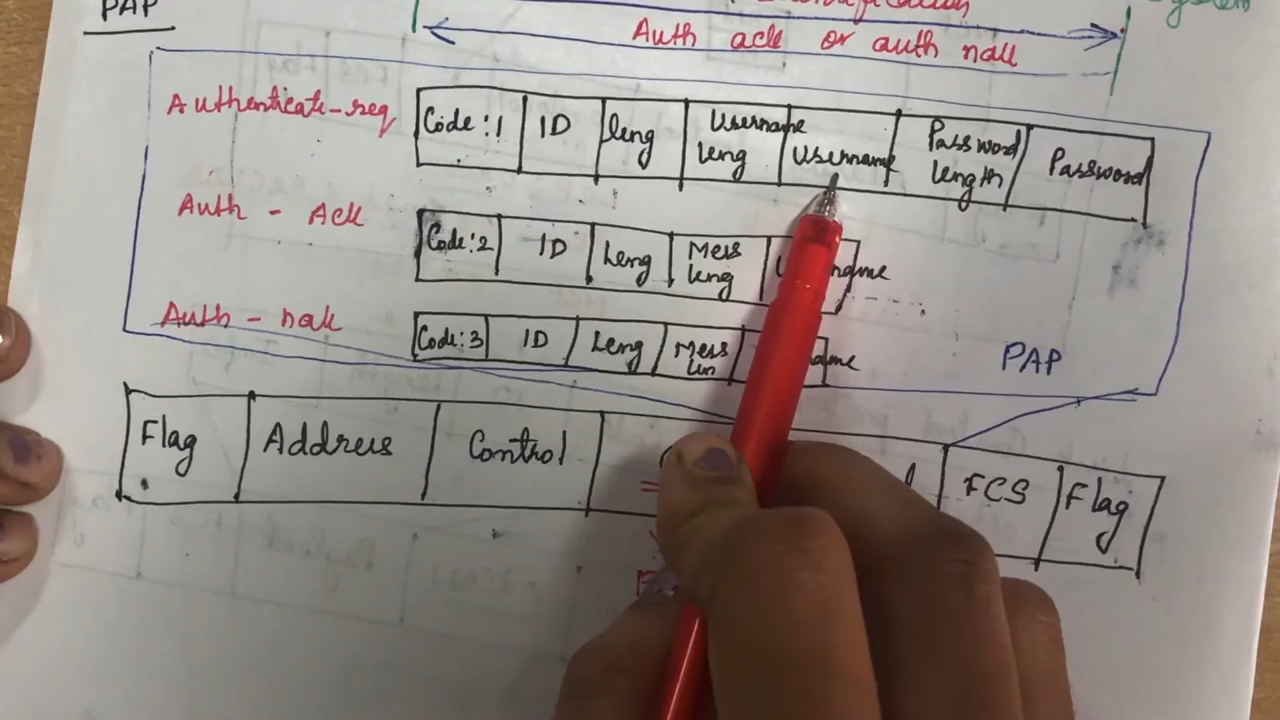 PAP
Auth ack or auth nak
Authenticate-req
Code:1 ID leng Username leng Username Password length Password
Auth - Ack
Code:2 ID Leng Mess leng
Auth - nak
Code:3 ID Leng Mess Len
PAP
Flag Address Control FCS Flag